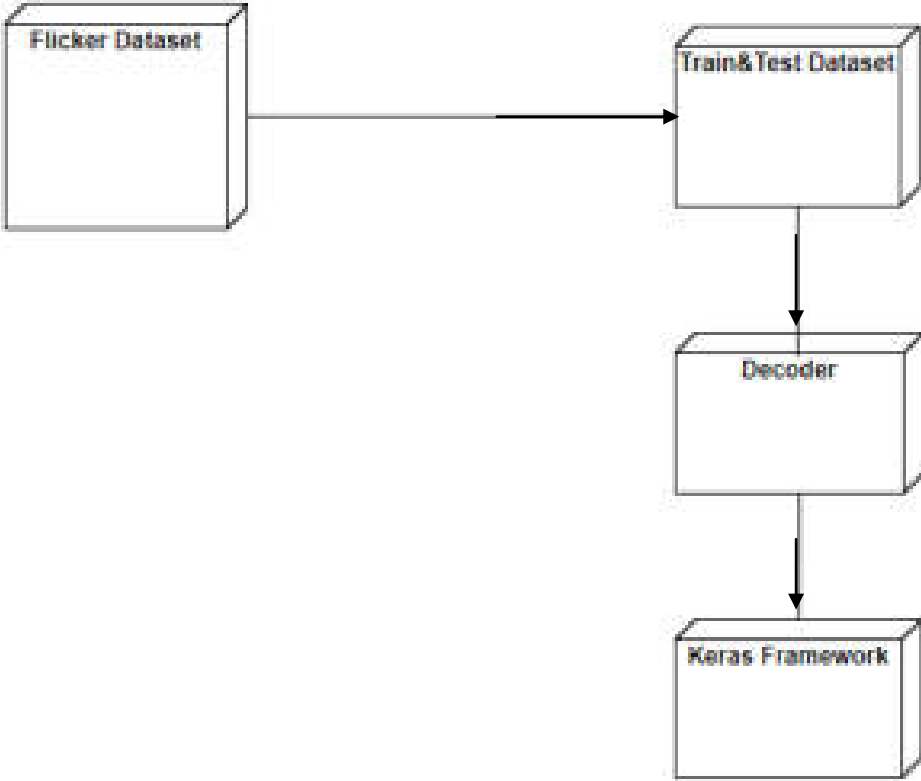 Flicker Dataset
Train&Test Dataset
Decoder
Keras Framework